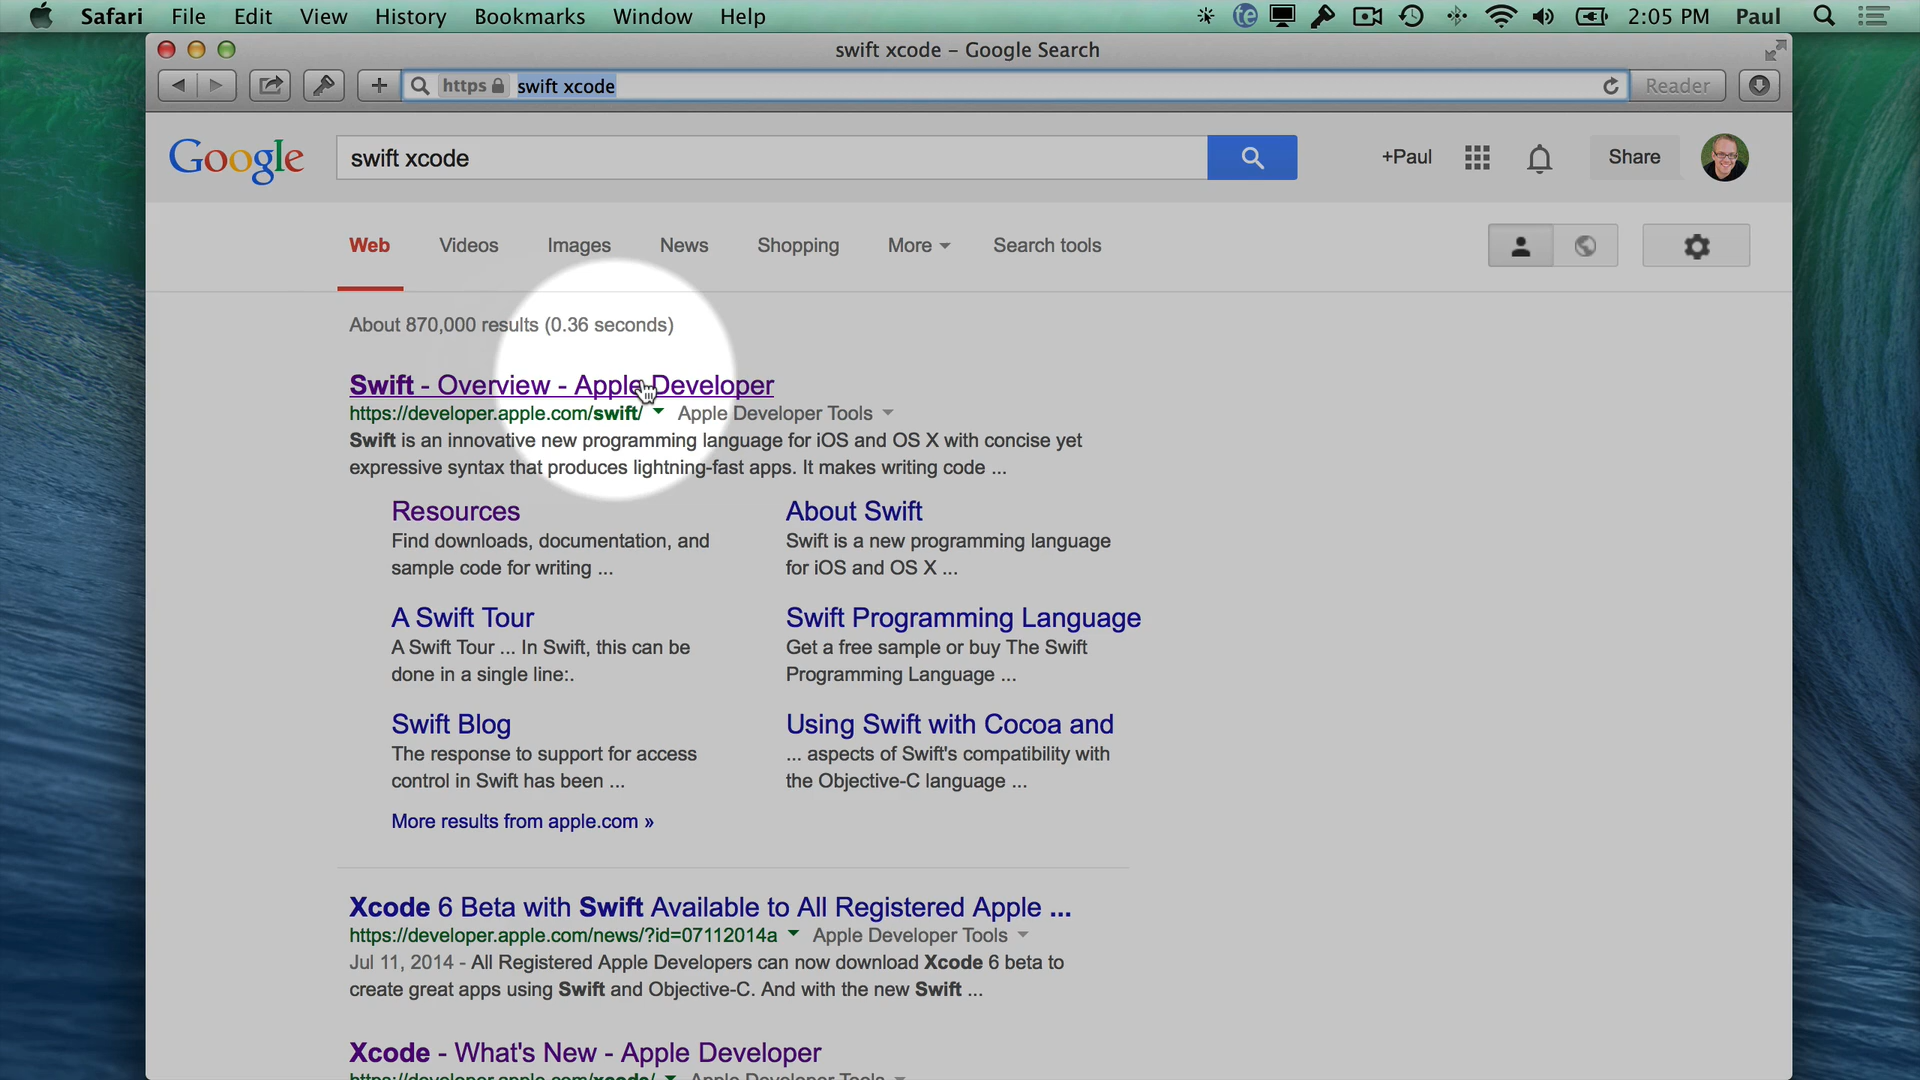 Safari File Edit View History Bookmarks Window Help te 2:05 PM Paul
swift xcode – Google Search
https swift xcode Reader
Google swift xcode +Paul Share
Web Videos Images News Shopping More Search tools
About 870,000 results (0.36 seconds)
Swift - Overview - Apple Developer
https://developer.apple.com/swift/ Apple Developer Tools
Swift is an innovative new programming language for iOS and OS X with concise yet
expressive syntax that produces lightning-fast apps. It makes writing code ...
Resources
Find downloads, documentation, and
sample code for writing ...
About Swift
Swift is a new programming language
for iOS and OS X ...
A Swift Tour
A Swift Tour ... In Swift, this can be
done in a single line:.
Swift Programming Language
Get a free sample or buy The Swift
Programming Language ...
Swift Blog
The response to support for access
control in Swift has been ...
Using Swift with Cocoa and
... aspects of Swift's compatibility with
the Objective-C language ...
More results from apple.com »
Xcode 6 Beta with Swift Available to All Registered Apple ...
https://developer.apple.com/news/?id=07112014a Apple Developer Tools
Jul 11, 2014 - All Registered Apple Developers can now download Xcode 6 beta to
create great apps using Swift and Objective-C. And with the new Swift ...
Xcode - What's New - Apple Developer
https://developer.apple.com/xcode/ Apple Developer Tools